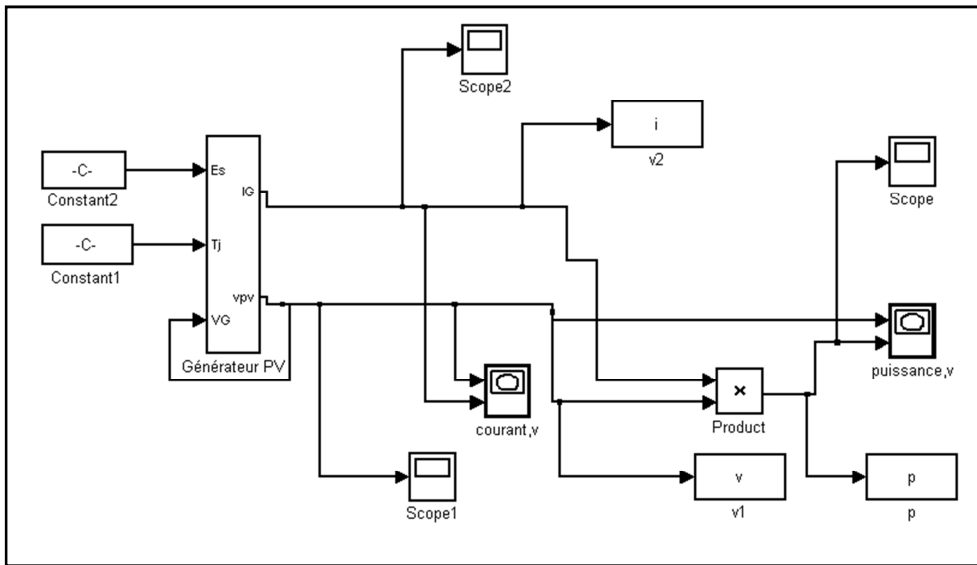 Scope2
i
v2
Scope
-C-
Constant2
Es
IG
-C-
Constant1
Tj
vpv
VG
Générateur PV
puissance,v
courant,v
×
Product
Scope1
v
v1
p
p